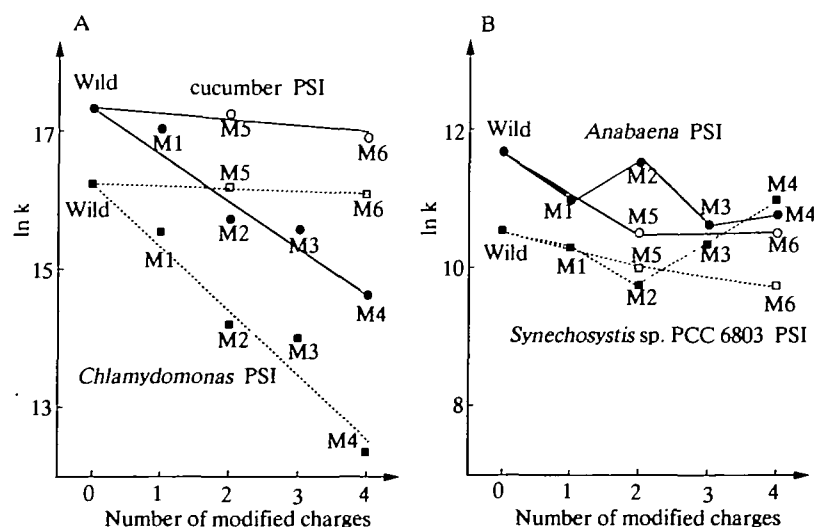 A
Wild
cucumber PSI
M1
M5
M6
M5
M6
Wild
M1
M2
M3
M4
M2
M3
Chlamydomonas PSI
M4
17
15
13
ln k
0 1 2 3 4
Number of modified charges
B
Wild
Anabaena PSI
M2
M1
M5
M3
M4
M4
M6
Wild
M1
M5
M2
M3
M6
Synechosystis sp. PCC 6803 PSI
12
10
8
ln k
0 1 2 3 4
Number of modified charges